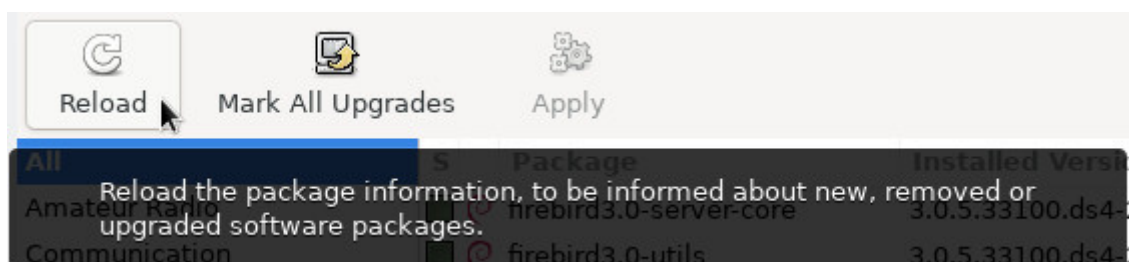 Reload Mark All Upgrades Apply
All S Package Installed Versi
Reload the package information, to be informed about new, removed or
Amateur Radio firebird3.0-server-core 3.0.5.33100.ds4-
upgraded software packages.
Communication firebird3.0-utils 3.0.5.33100.ds4-